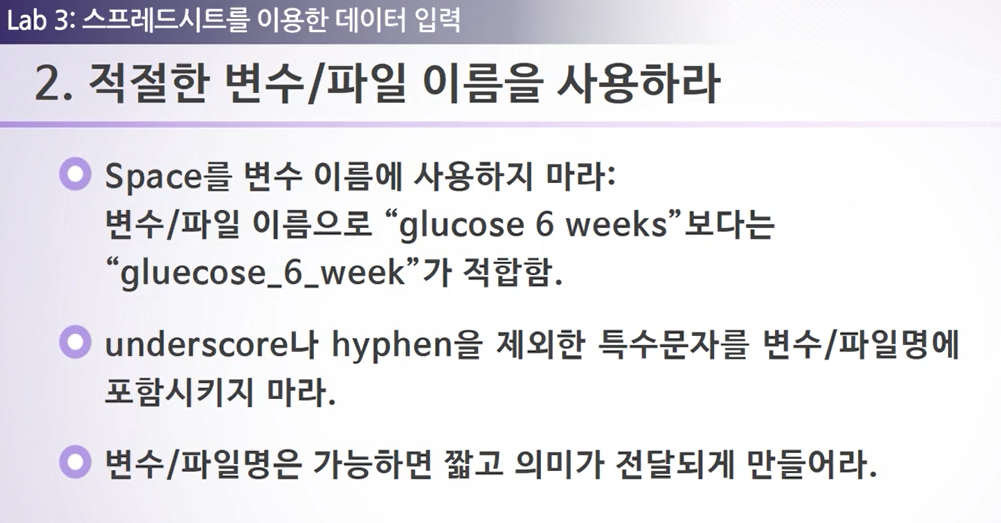 Lab 3: 스프레드시트를 이용한 데이터 입력
2. 적절한 변수/파일 이름을 사용하라
Space를 변수 이름에 사용하지 마라:
변수/파일 이름으로 “glucose 6 weeks”보다는
“gluecose_6_week”가 적합함.
underscore나 hyphen을 제외한 특수문자를 변수/파일명에
포함시키지 마라.
변수/파일명은 가능하면 짧고 의미가 전달되게 만들어라.